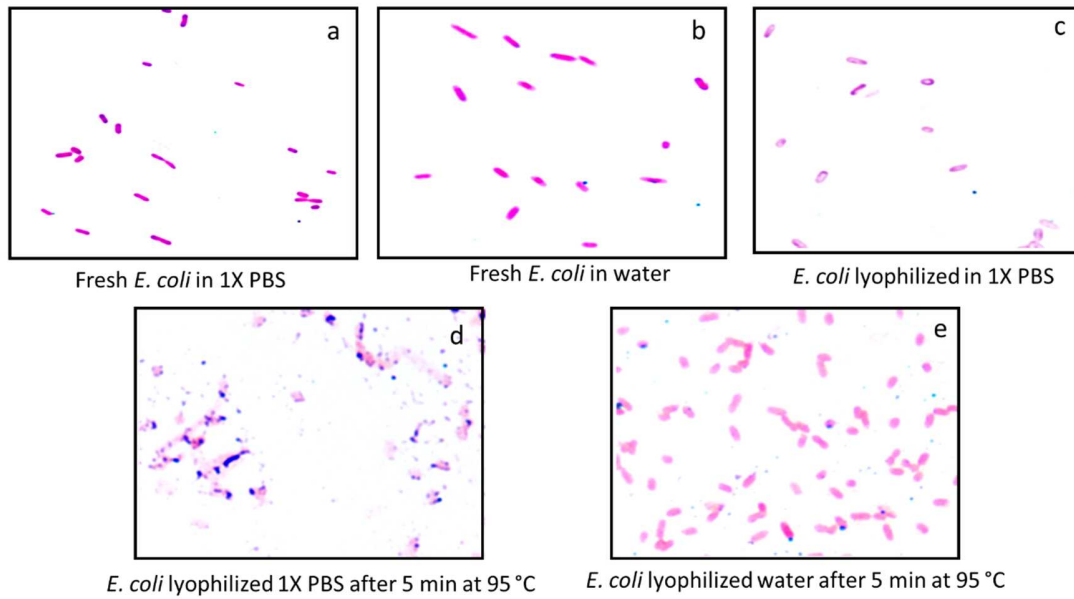 a
b
c
Fresh E. coli in 1X PBS
Fresh E. coli in water
E. coli lyophilized in 1X PBS
d
e
E. coli lyophilized 1X PBS after 5 min at 95 °C
E. coli lyophilized water after 5 min at 95 °C